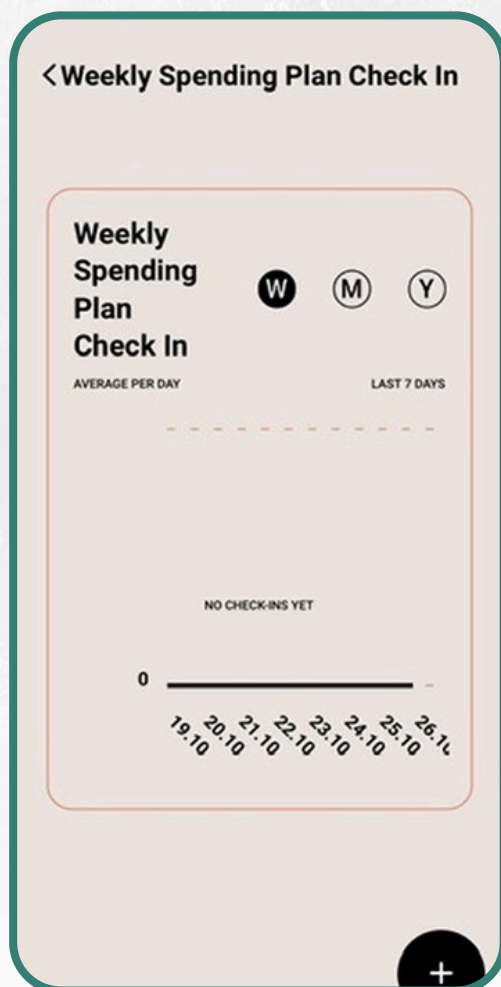 <Weekly Spending Plan Check In
Weekly
Spending
Plan
Check In
W M Y
AVERAGE PER DAY LAST 7 DAYS
NO CHECK-INS YET
0
19.10 20.10 21.10 22.10 23.10 24.10 25.10
+